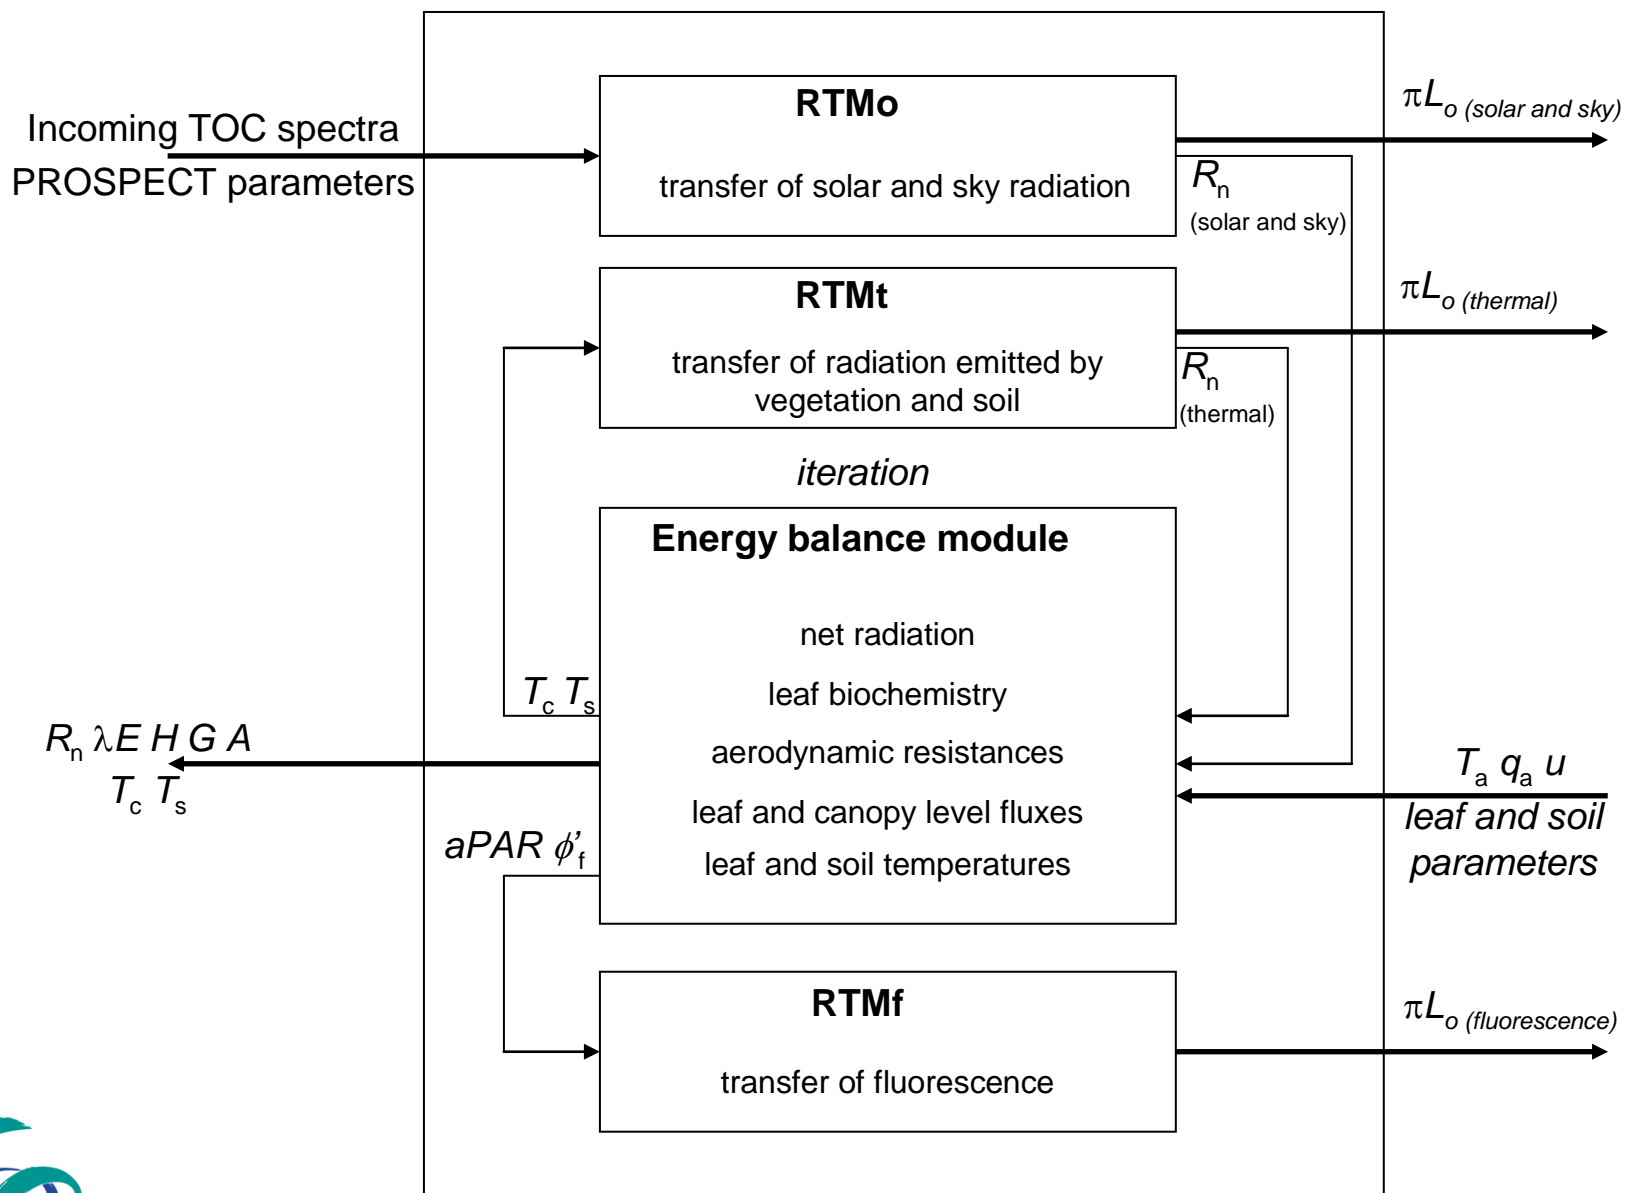 RTMo
transfer of solar and sky radiation
Incoming TOC spectra
PROSPECT parameters
πLo (solar and sky)
Rn
(solar and sky)
RTMt
transfer of radiation emitted by
vegetation and soil
πLo (thermal)
Rn
(thermal)
iteration
Energy balance module
net radiation
leaf biochemistry
aerodynamic resistances
leaf and canopy level fluxes
leaf and soil temperatures
Tc Ts
Rn λE H G A
Tc Ts
aPAR ϕ’f
Ta qa u
leaf and soil
parameters
RTMf
transfer of fluorescence
πLo (fluorescence)